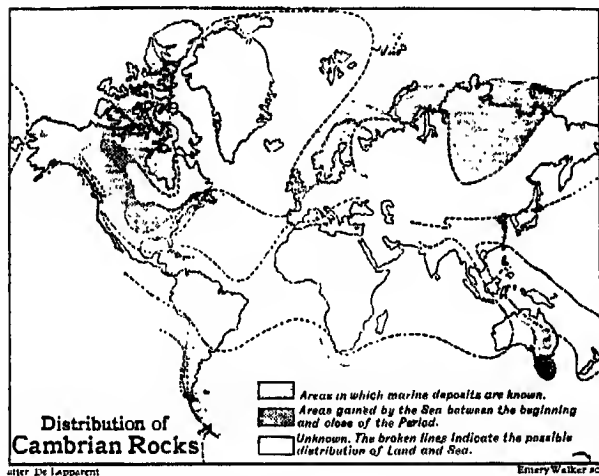 Areas in which marine deposits are known.
Areas gained by the Sea between the beginning
and close of the Period.
Unknown. The broken lines indicate the possible
distribution of Land and Sea.
Distribution of
Cambrian Rocks
after De Lapparent
Emery Walker sc.